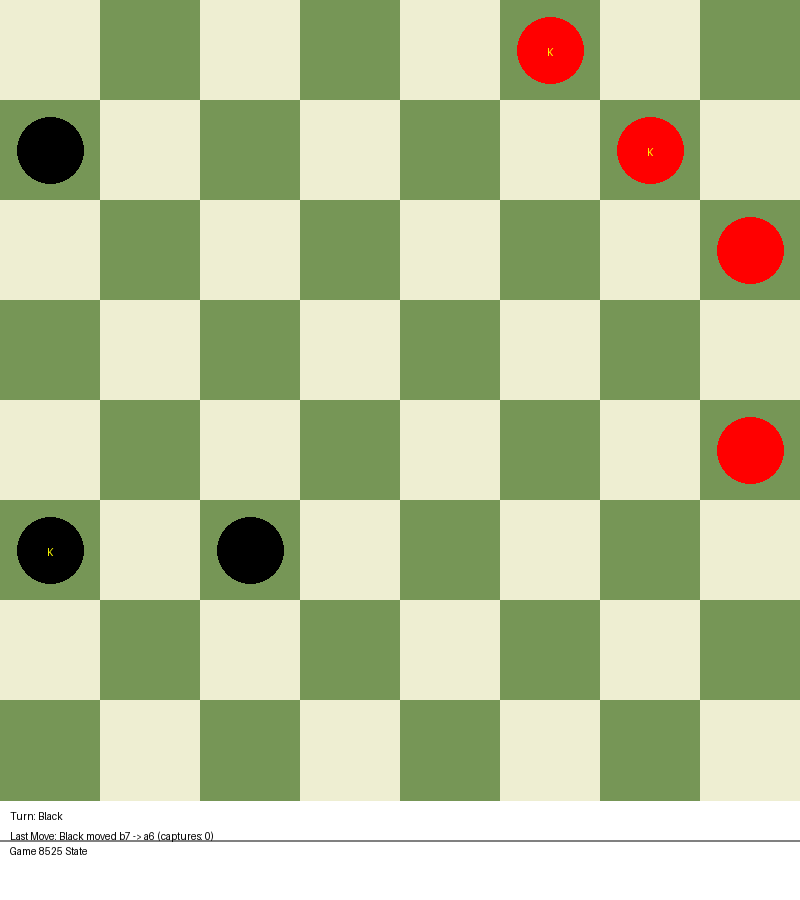 K
K
K
Turn: Black
Last Move: Black moved b7 -> a6 (captures: 0)
Game 8525 State